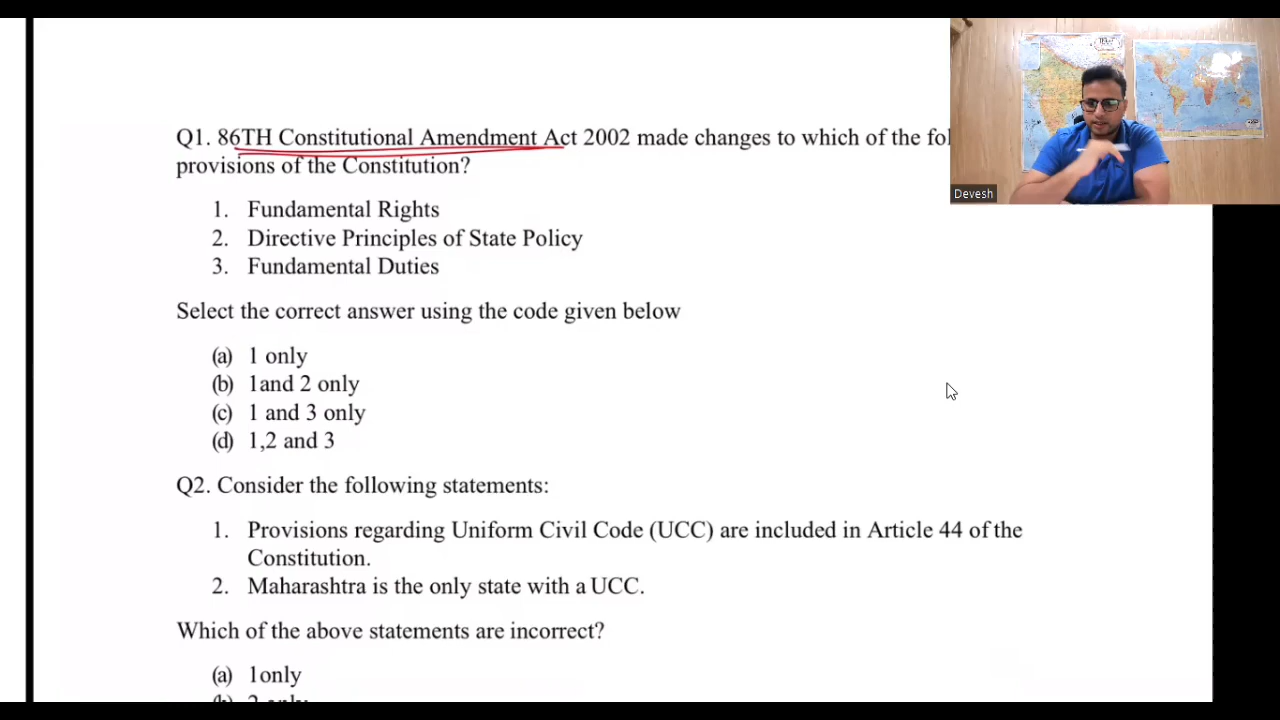 Q1. 86TH Constitutional Amendment Act 2002 made changes to which of the
provisions of the Constitution?
1. Fundamental Rights
2. Directive Principles of State Policy
3. Fundamental Duties
Select the correct answer using the code given below
(a) 1 only
(b) 1and 2 only
(c) 1 and 3 only
(d) 1,2 and 3
Q2. Consider the following statements:
1. Provisions regarding Uniform Civil Code (UCC) are included in Article 44 of the
Constitution.
2. Maharashtra is the only state with a UCC.
Which of the above statements are incorrect?
(a) 1only
Devesh